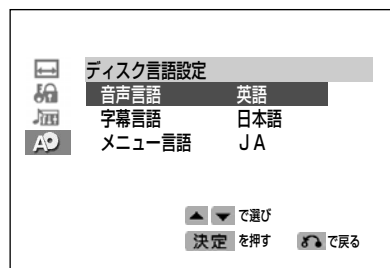 ディスク言語設定
音声言語 英語
字幕言語 日本語
メニュー言語 JA
▲ ▼ で選び
決定 を押す で戻る